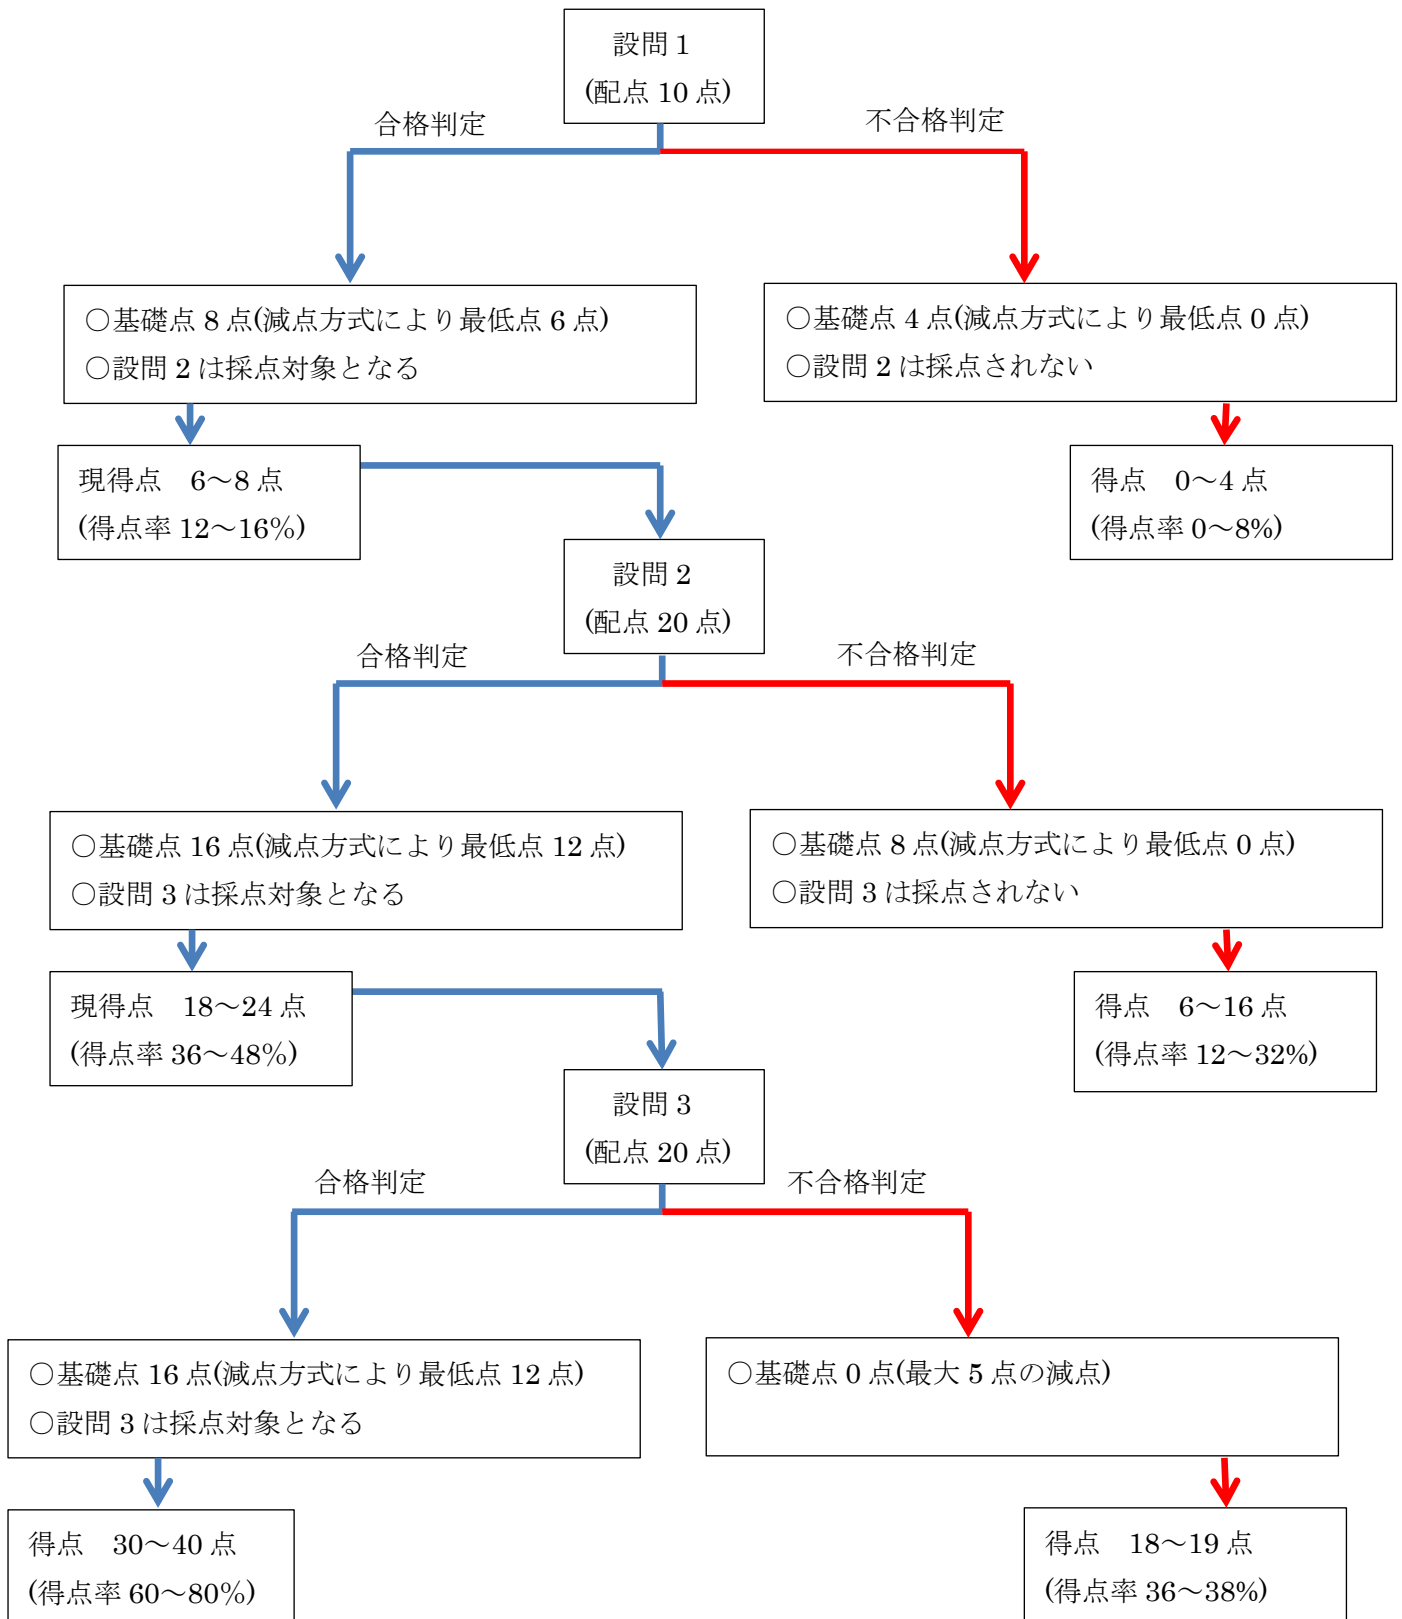 設問 1
(配点 10 点)
合格判定
不合格判定
○基礎点 8 点(減点方式により最低点 6 点)
○設問 2 は採点対象となる
○基礎点 4 点(減点方式により最低点 0 点)
○設問 2 は採点されない
現得点　6～8 点
(得点率 12～16%)
得点　0～4 点
(得点率 0～8%)
設問 2
(配点 20 点)
合格判定
不合格判定
○基礎点 16 点(減点方式により最低点 12 点)
○設問 3 は採点対象となる
○基礎点 8 点(減点方式により最低点 0 点)
○設問 3 は採点されない
現得点　18～24 点
(得点率 36～48%)
得点　6～16 点
(得点率 12～32%)
設問 3
(配点 20 点)
合格判定
不合格判定
○基礎点 16 点(減点方式により最低点 12 点)
○設問 3 は採点対象となる
○基礎点 0 点(最大 5 点の減点)
得点　30～40 点
(得点率 60～80%)
得点　18～19 点
(得点率 36～38%)